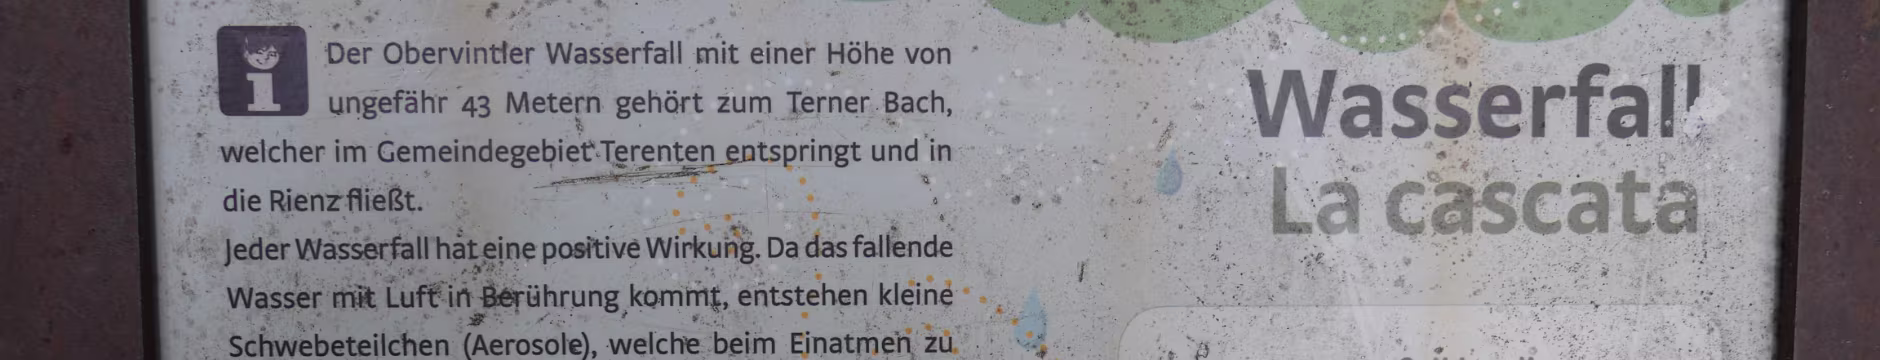 Der Obervintler Wasserfall mit einer Höhe von
ungefähr 43 Metern gehört zum Terner Bach,
welcher im Gemeindegebiet Terenten entspringt und in
die Rienz fließt.
Jeder Wasserfall hat eine positive Wirkung. Da das fallende
Wasser mit Luft in Berührung kommt, entstehen kleine
Schwebeteilchen (Aerosole), welche beim Einatmen zu
Wasserfall
La cascata